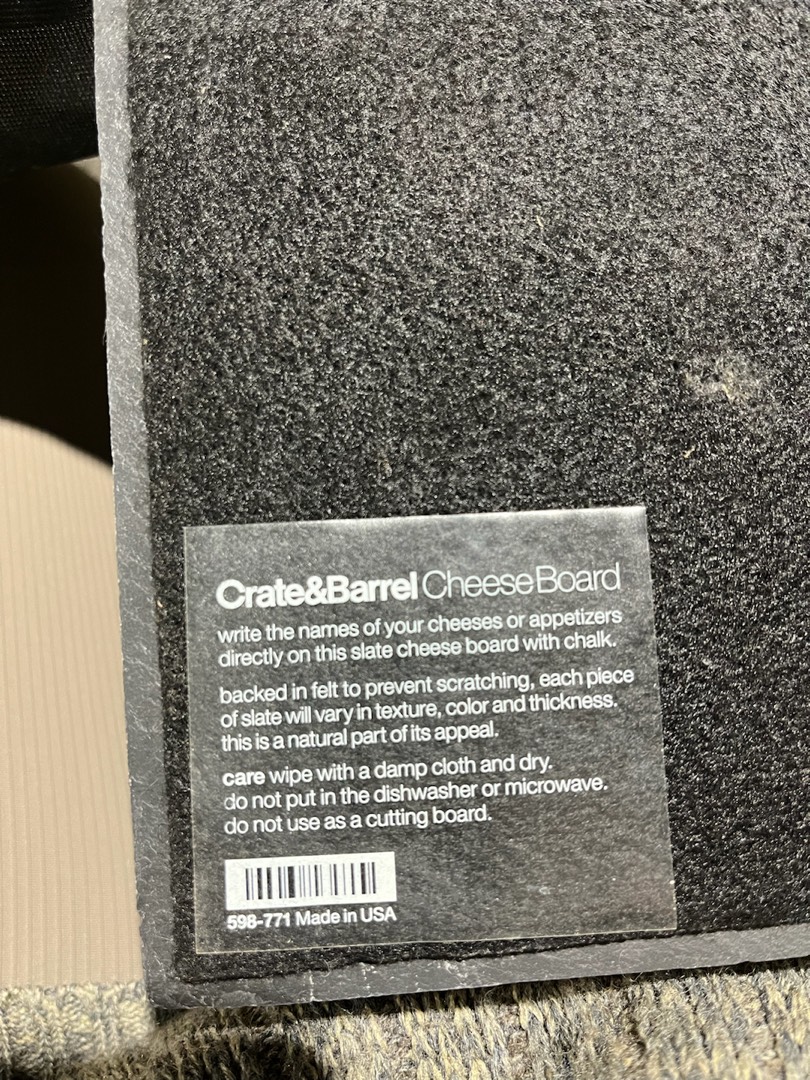 Crate&Barrel Cheese Board
write the names of your cheeses or appetizers
directly on this slate cheese board with chalk.
backed in felt to prevent scratching, each piece
of slate will vary in texture, color and thickness.
this is a natural part of its appeal.
care wipe with a damp cloth and dry.
do not put in the dishwasher or microwave.
do not use as a cutting board.
598-771 Made in USA